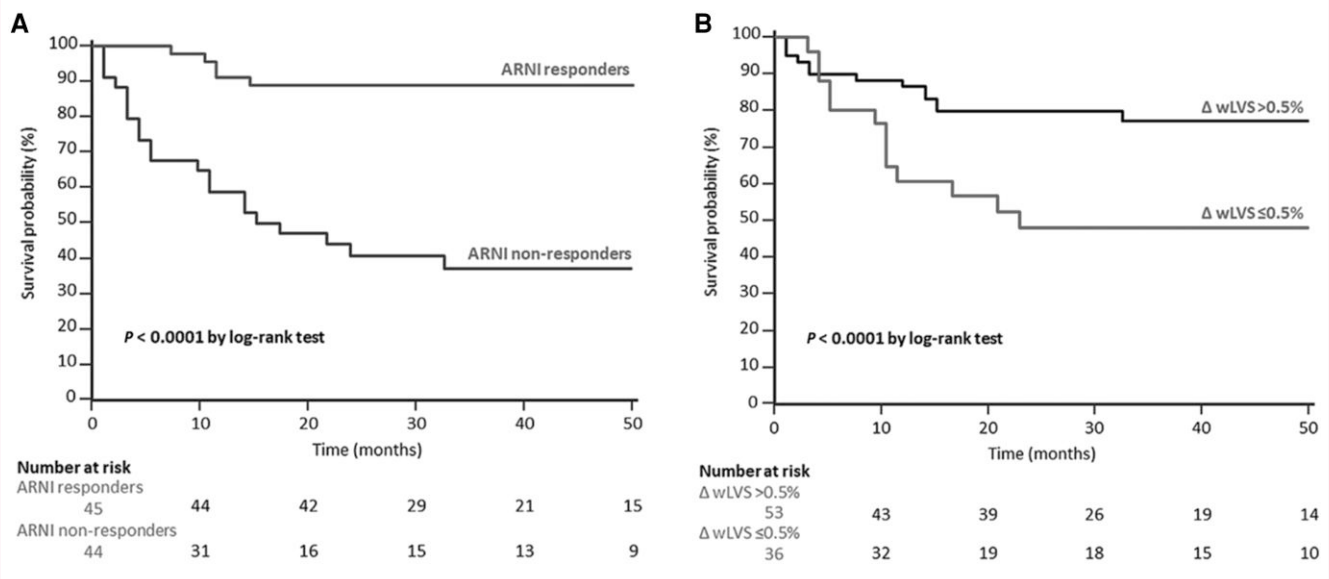 A
100
90
80
70
60
50
40
30
20
10
0
Survival probability (%)
ARNI responders
ARNI non-responders
P < 0.0001 by log-rank test
0 10 20 30 40 50
Time (months)
Number at risk
ARNI responders
45 44 42 29 21 15
ARNI non-responders
44 31 16 15 13 9
B
100
90
80
70
60
50
40
30
20
10
0
Survival probability (%)
Δ wLVS >0.5%
Δ wLVS ≤0.5%
P < 0.0001 by log-rank test
0 10 20 30 40 50
Time (months)
Number at risk
Δ wLVS >0.5%
53 43 39 26 19 14
Δ wLVS ≤0.5%
36 32 19 18 15 10